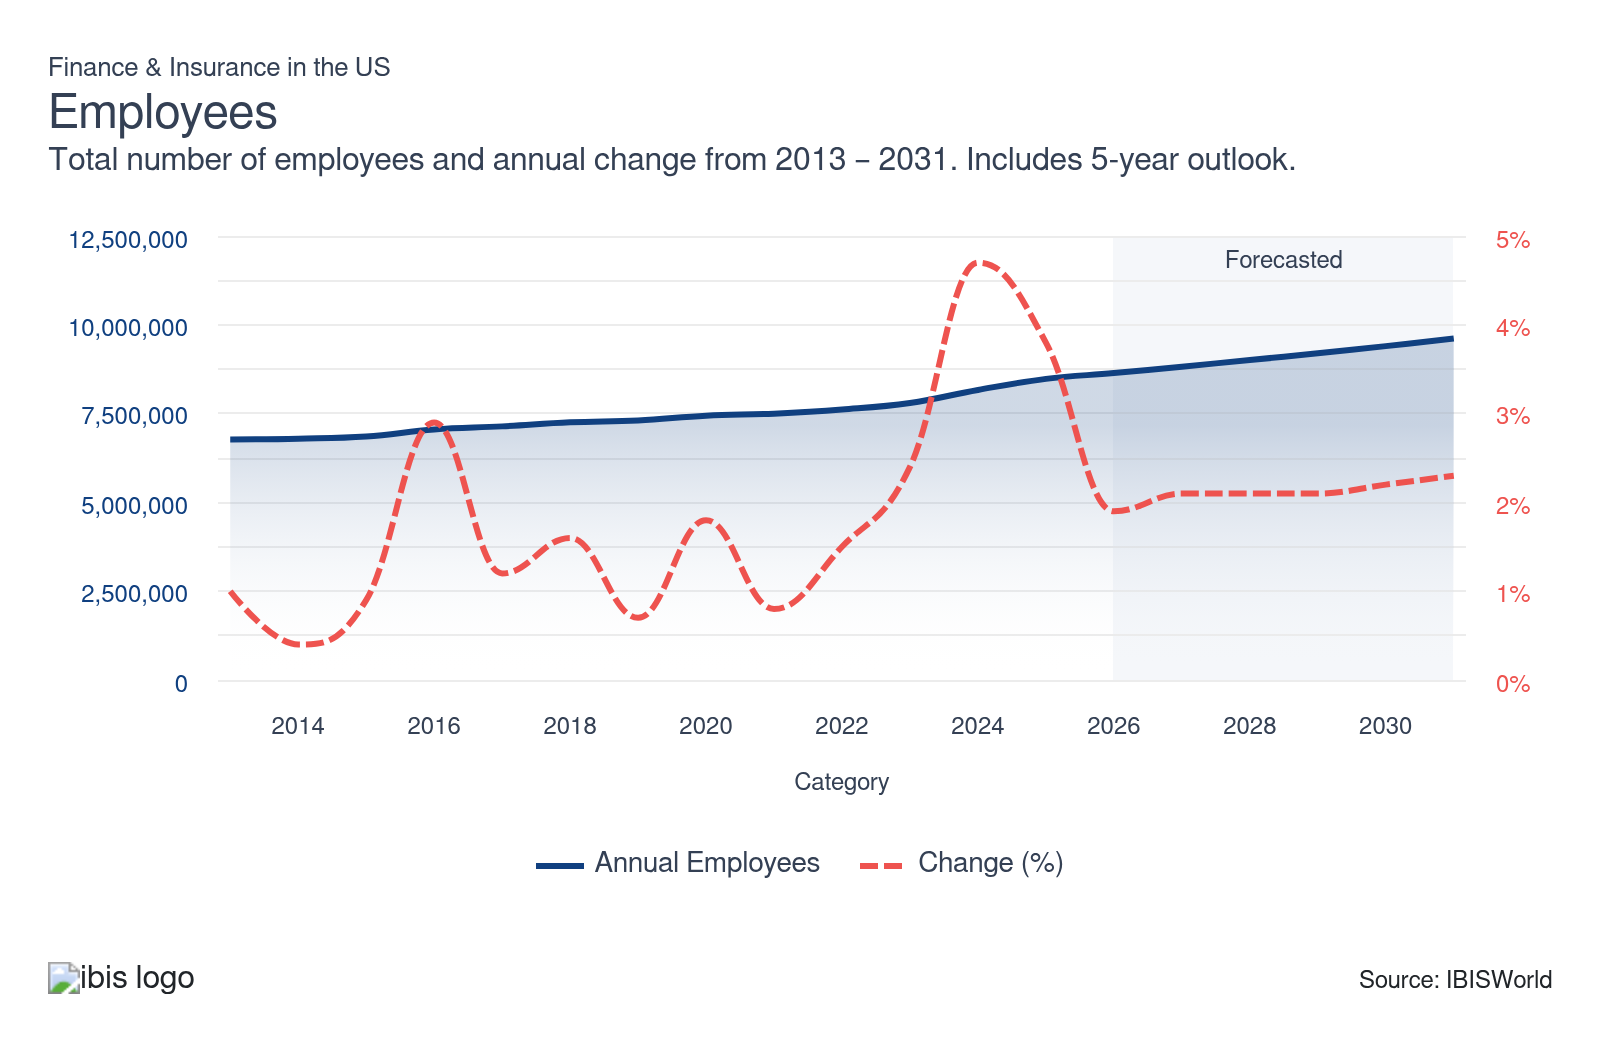 Finance & Insurance in the US
Employees
Total number of employees and annual change from 2013 – 2031. Includes 5-year outlook.
12,500,000
5%
Forecasted
10,000,000
4%
7,500,000
3%
5,000,000
2%
2,500,000
1%
0
0%
2014 2016 2018 2020 2022 2024 2026 2028 2030
Category
Annual Employees Change (%)
ibis logo
Source: IBISWorld